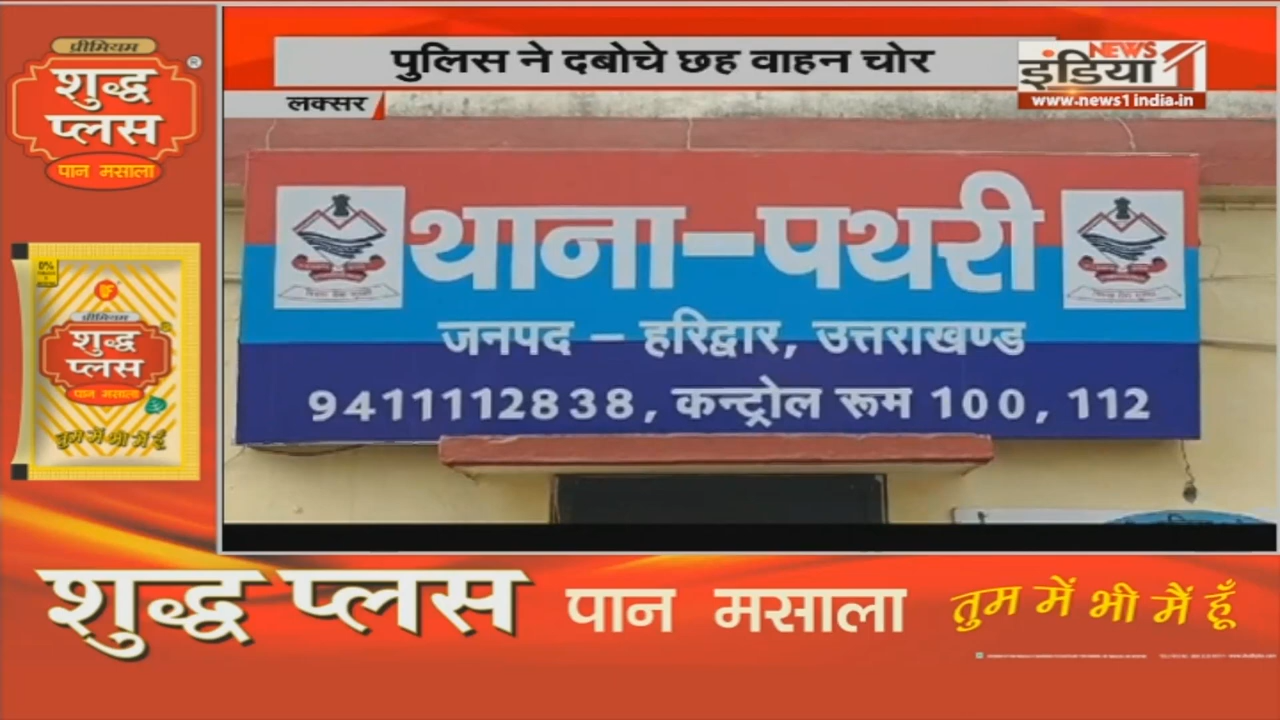 प्रीमियम
शुद्ध
प्लस
पान मसाला
पुलिस ने दबोचे छह वाहन चोर
NEWS 1
इंडिया
www.news1india.in
लक्सर
थाना-पथरी
जनपद - हरिद्वार, उत्तराखण्ड
9411112838, कन्ट्रोल रूम 100, 112
0%
प्रीमियम
शुद्ध
प्लस
पान मसाला
तुम में भी मैं हूँ
शुद्ध प्लस पान मसाला तुम में भी मैं हूँ